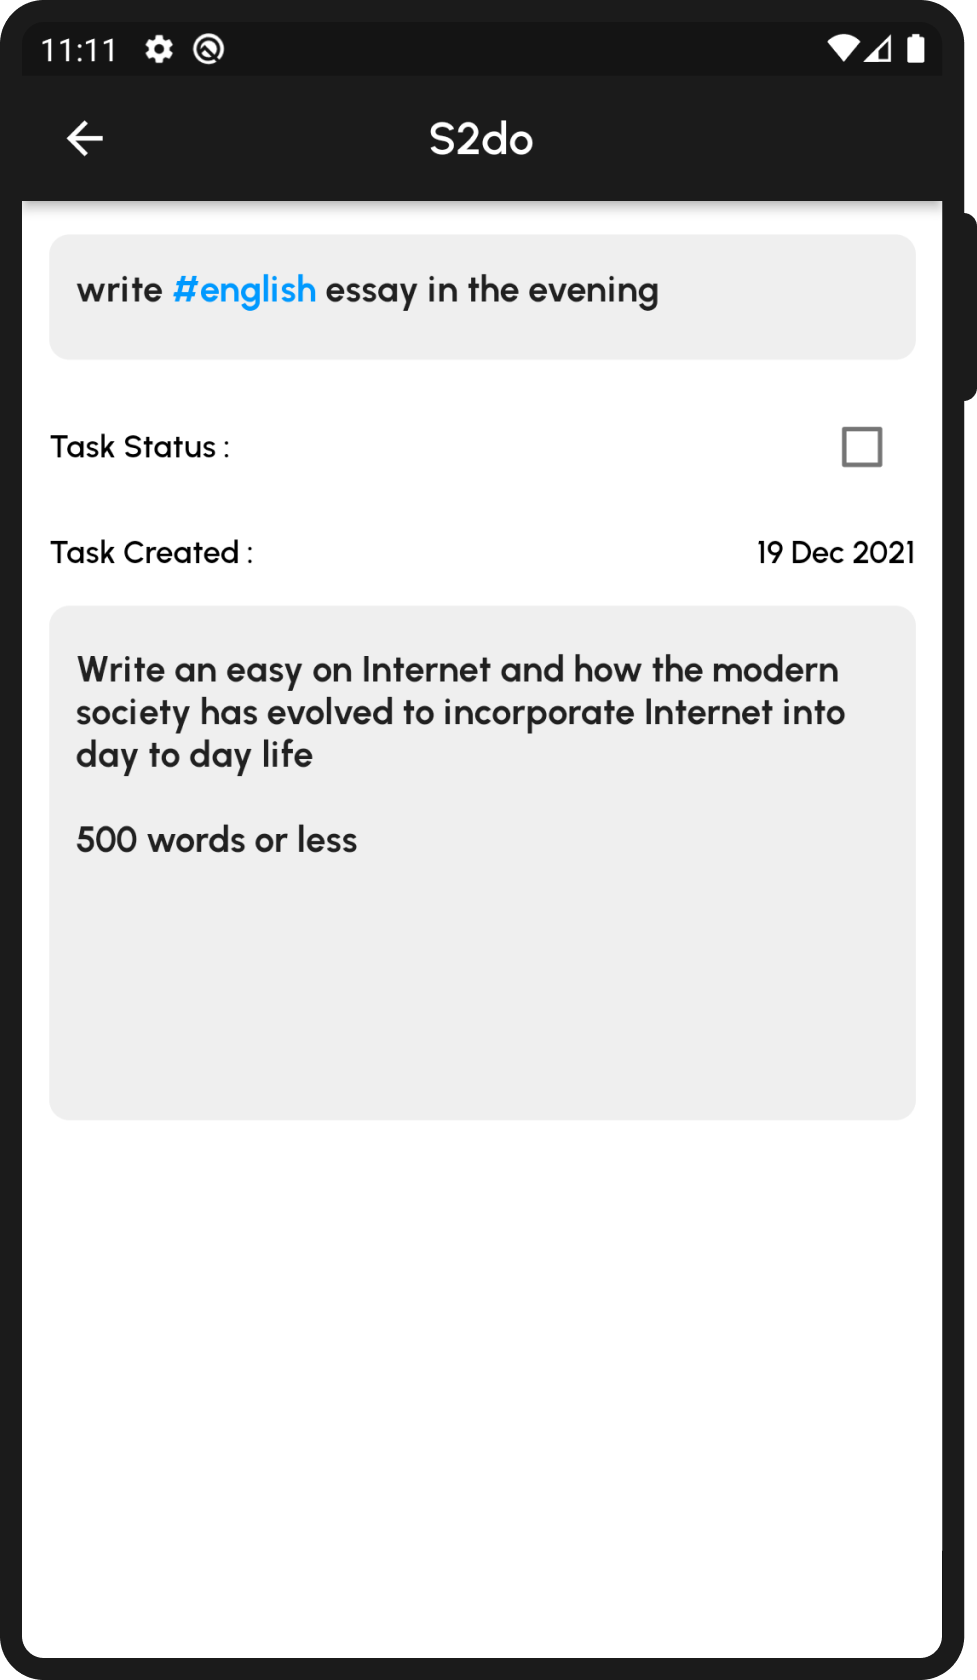 11:11
S2do
write #english essay in the evening
Task Status :
Task Created : 19 Dec 2021
Write an easy on Internet and how the modern
society has evolved to incorporate Internet into
day to day life
500 words or less